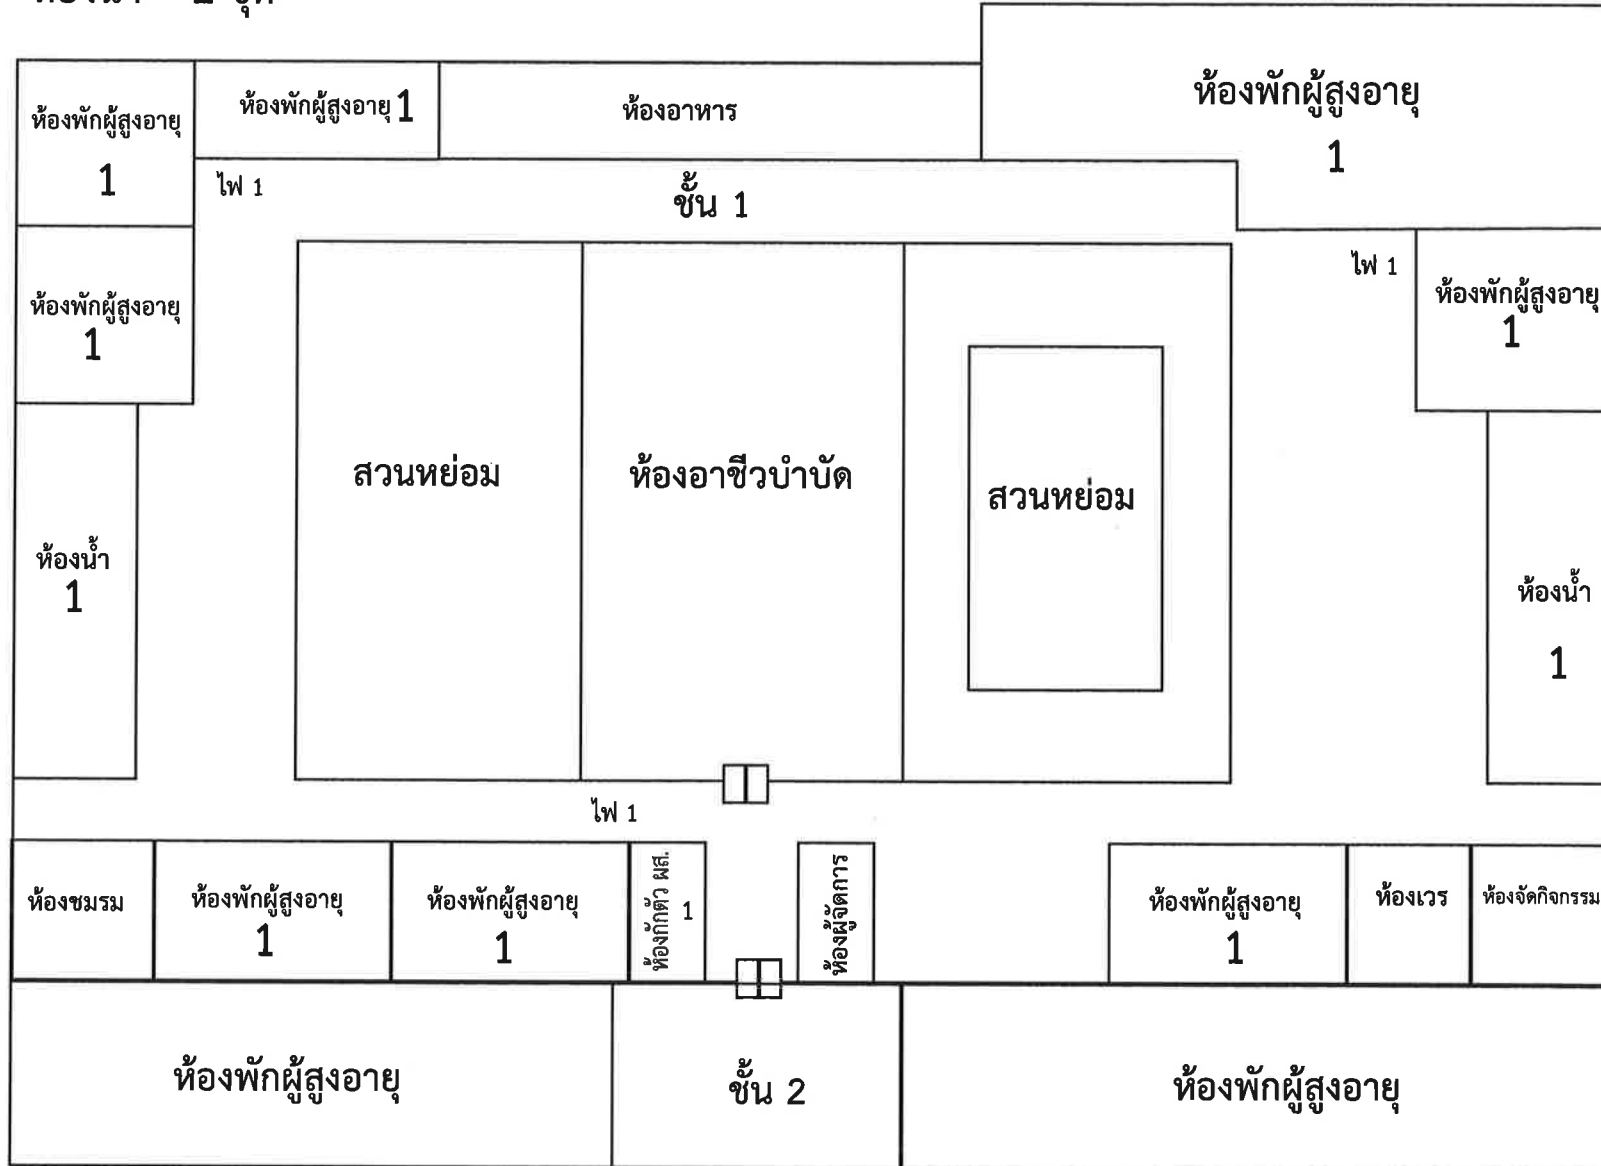 ห้องพักผู้สูงอายุ
1
ห้องพักผู้สูงอายุ 1
ห้องอาหาร
ห้องพักผู้สูงอายุ
1
ไฟ 1
ชั้น 1
ห้องพักผู้สูงอายุ
1
ไฟ 1
ห้องพักผู้สูงอายุ
1
สวนหย่อม
ห้องอาชีวบำบัด
สวนหย่อม
ห้องน้ำ
1
ห้องน้ำ
1
ไฟ 1
ห้องชมรม
ห้องพักผู้สูงอายุ
1
ห้องพักผู้สูงอายุ
1
ห้องกักตัว ผส.
1
ห้องผู้จัดการ
ห้องพักผู้สูงอายุ
1
ห้องเวร
ห้องจัดกิจกรรม
ห้องพักผู้สูงอายุ
ชั้น 2
ห้องพักผู้สูงอายุ